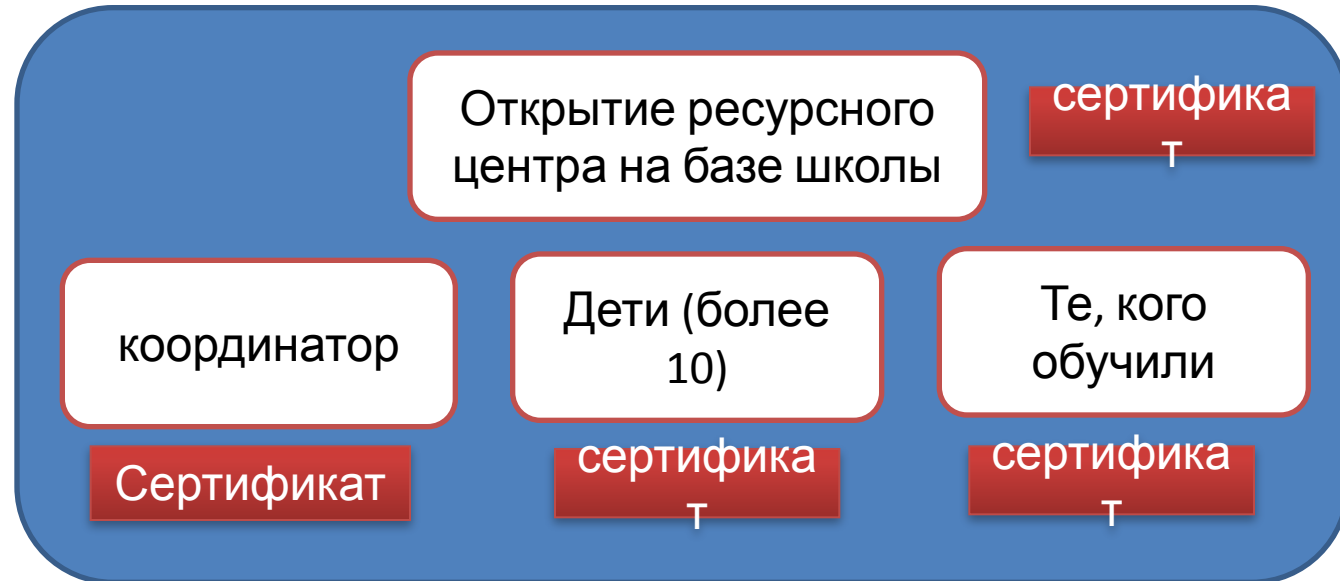 Открытие ресурсного
центра на базе школы
сертифика
т
координатор
Дети (более
10)
Те, кого
обучили
Сертификат
сертифика
т
сертифика
т